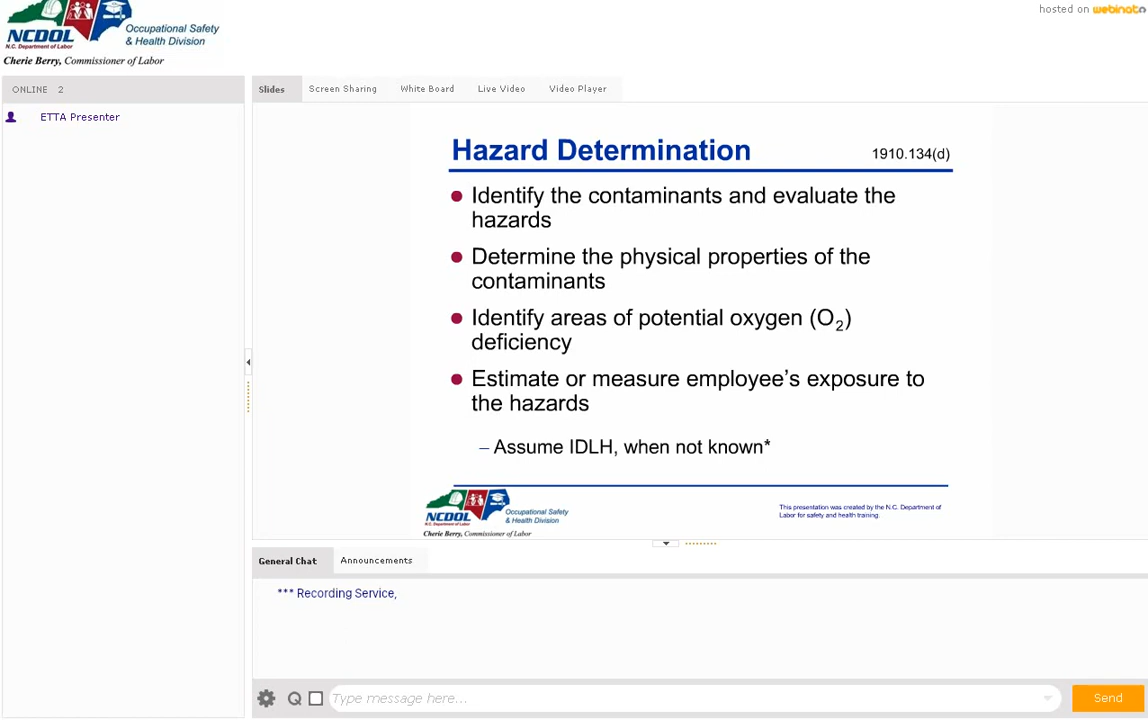 hosted on webinato
NCDOL
N.C. Department of Labor
Occupational Safety
& Health Division
Cherie Berry, Commissioner of Labor
ONLINE 2
ETTA Presenter
Slides Screen Sharing White Board Live Video Video Player
Hazard Determination 1910.134(d)
Identify the contaminants and evaluate the
hazards
Determine the physical properties of the
contaminants
Identify areas of potential oxygen (O₂)
deficiency
Estimate or measure employee's exposure to
the hazards
– Assume IDLH, when not known*
NCDOL
N.C. Department of Labor
Occupational Safety
& Health Division
Cherie Berry, Commissioner of Labor
This presentation was created by the N.C. Department of
Labor for safety and health training.
General Chat Announcements
*** Recording Service,
Q Type message here... Send